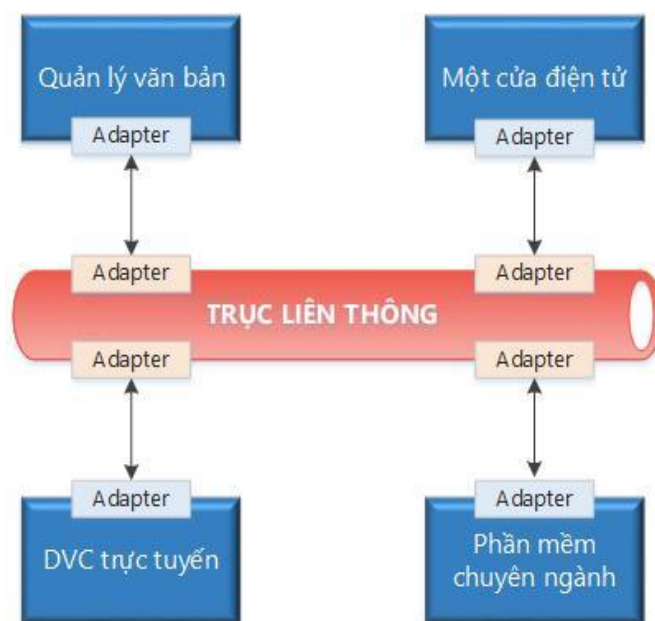 Quản lý văn bản
Một cửa điện tử
Adapter
Adapter
Adapter
Adapter
TRỤC LIÊN THÔNG
Adapter
Adapter
Adapter
Adapter
DVC trực tuyến
Phần mềm
chuyên ngành